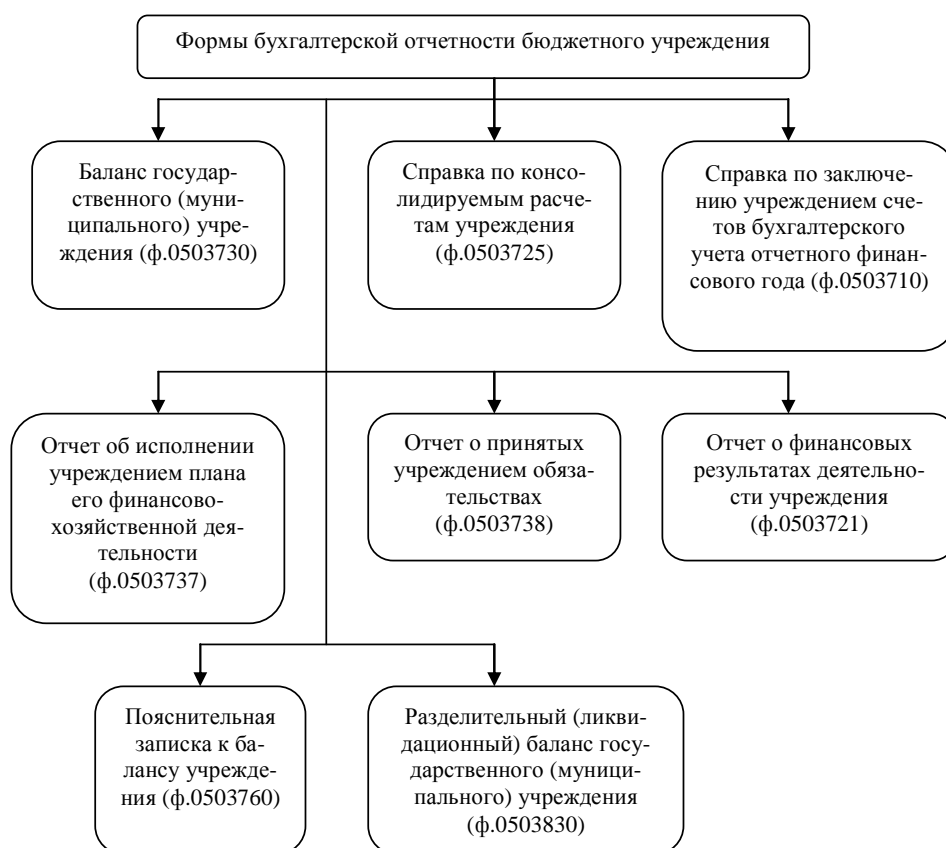 Формы бухгалтерской отчетности бюджетного учреждения
Баланс государ-
ственного (муни-
ципального) учре-
ждения (ф.0503730)
Справка по консо-
лидируемым расче-
там учреждения
(ф.0503725)
Справка по заключе-
нию учреждением сче-
тов бухгалтерского
учета отчетного финан-
сового года (ф.0503710)
Отчет об исполнении
учреждением плана
его финансово-
хозяйственной дея-
тельности
(ф.0503737)
Отчет о принятых
учреждением обяза-
тельствах
(ф.0503738)
Отчет о финансовых
результатах деятельно-
сти учреждения
(ф.0503721)
Пояснительная
записка к ба-
лансу учрежде-
ния (ф.0503760)
Разделительный (ликви-
дационный) баланс госу-
дарственного (муници-
пального) учреждения
(ф.0503830)